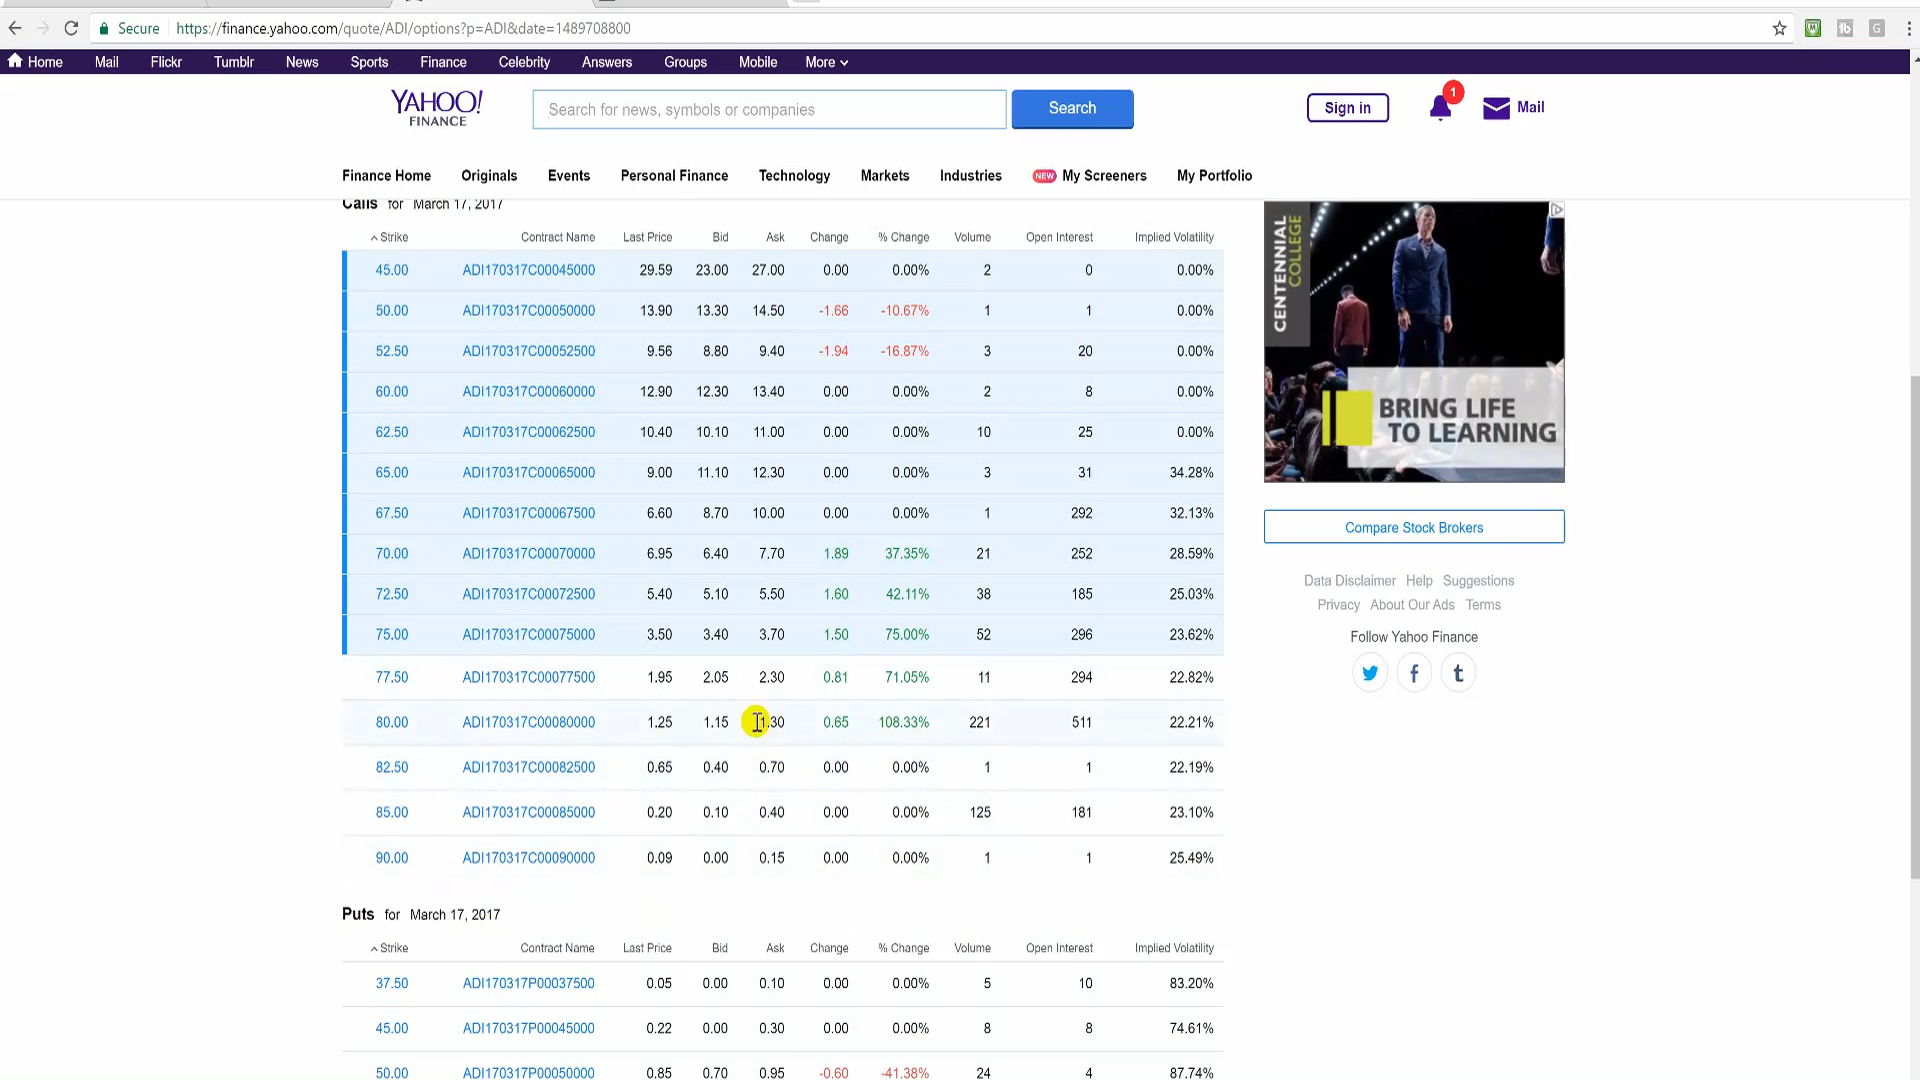 Secure https://finance.yahoo.com/quote/ADI/options?p=ADI&date=1489708800
Home Mail Flickr Tumblr News Sports Finance Celebrity Answers Groups Mobile More
YAHOO!
FINANCE
Search for news, symbols or companies
Search
Sign in
1
Mail
Finance Home Originals Events Personal Finance Technology Markets Industries NEW My Screeners My Portfolio
Calls for March 17, 2017
Strike Contract Name Last Price Bid Ask Change % Change Volume Open Interest Implied Volatility
45.00 ADI170317C00045000 29.59 23.00 27.00 0.00 0.00% 2 0 0.00%
50.00 ADI170317C00050000 13.90 13.30 14.50 -1.66 -10.67% 1 1 0.00%
52.50 ADI170317C00052500 9.56 8.80 9.40 -1.94 -16.87% 3 20 0.00%
60.00 ADI170317C00060000 12.90 12.30 13.40 0.00 0.00% 2 8 0.00%
62.50 ADI170317C00062500 10.40 10.10 11.00 0.00 0.00% 10 25 0.00%
65.00 ADI170317C00065000 9.00 11.10 12.30 0.00 0.00% 3 31 34.28%
67.50 ADI170317C00067500 6.60 8.70 10.00 0.00 0.00% 1 292 32.13%
70.00 ADI170317C00070000 6.95 6.40 7.70 1.89 37.35% 21 252 28.59%
72.50 ADI170317C00072500 5.40 5.10 5.50 1.60 42.11% 38 185 25.03%
75.00 ADI170317C00075000 3.50 3.40 3.70 1.50 75.00% 52 296 23.62%
77.50 ADI170317C00077500 1.95 2.05 2.30 0.81 71.05% 11 294 22.82%
80.00 ADI170317C00080000 1.25 1.15 1.30 0.65 108.33% 221 511 22.21%
82.50 ADI170317C00082500 0.65 0.40 0.70 0.00 0.00% 1 1 22.19%
85.00 ADI170317C00085000 0.20 0.10 0.40 0.00 0.00% 125 181 23.10%
90.00 ADI170317C00090000 0.09 0.00 0.15 0.00 0.00% 1 1 25.49%
Puts for March 17, 2017
Strike Contract Name Last Price Bid Ask Change % Change Volume Open Interest Implied Volatility
37.50 ADI170317P00037500 0.05 0.00 0.10 0.00 0.00% 5 10 83.20%
45.00 ADI170317P00045000 0.22 0.00 0.30 0.00 0.00% 8 8 74.61%
50.00 ADI170317P00050000 0.85 0.70 0.95 -0.60 -41.38% 24 4 87.74%
CENTENNIAL
COLLEGE
BRING LIFE
TO LEARNING
Compare Stock Brokers
Data Disclaimer Help Suggestions
Privacy About Our Ads Terms
Follow Yahoo Finance